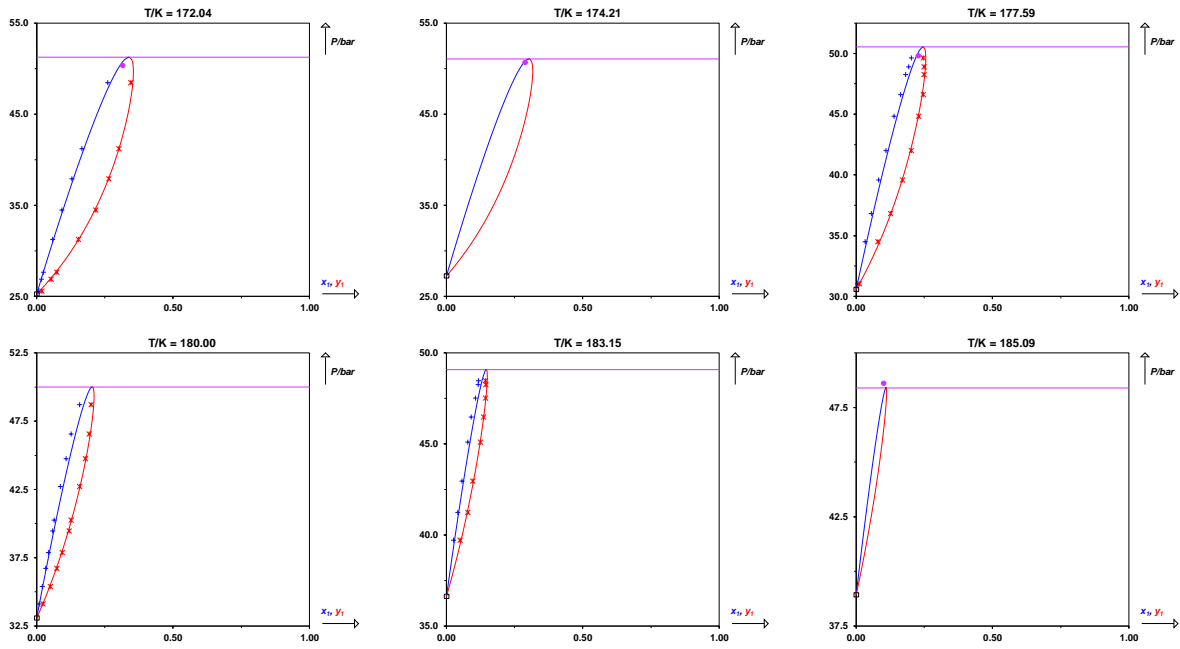 T/K = 172.04
55.0
P/bar
45.0
35.0
x1, y1
25.0
0.00 0.50 1.00
T/K = 174.21
55.0
P/bar
45.0
35.0
x1, y1
25.0
0.00 0.50 1.00
T/K = 177.59
P/bar
50.0
40.0
x1, y1
30.0
0.00 0.50 1.00
T/K = 180.00
52.5
P/bar
47.5
42.5
37.5
x1, y1
32.5
0.00 0.50 1.00
T/K = 183.15
50.0
P/bar
45.0
40.0
x1, y1
35.0
0.00 0.50 1.00
T/K = 185.09
P/bar
47.5
42.5
x1, y1
37.5
0.00 0.50 1.00